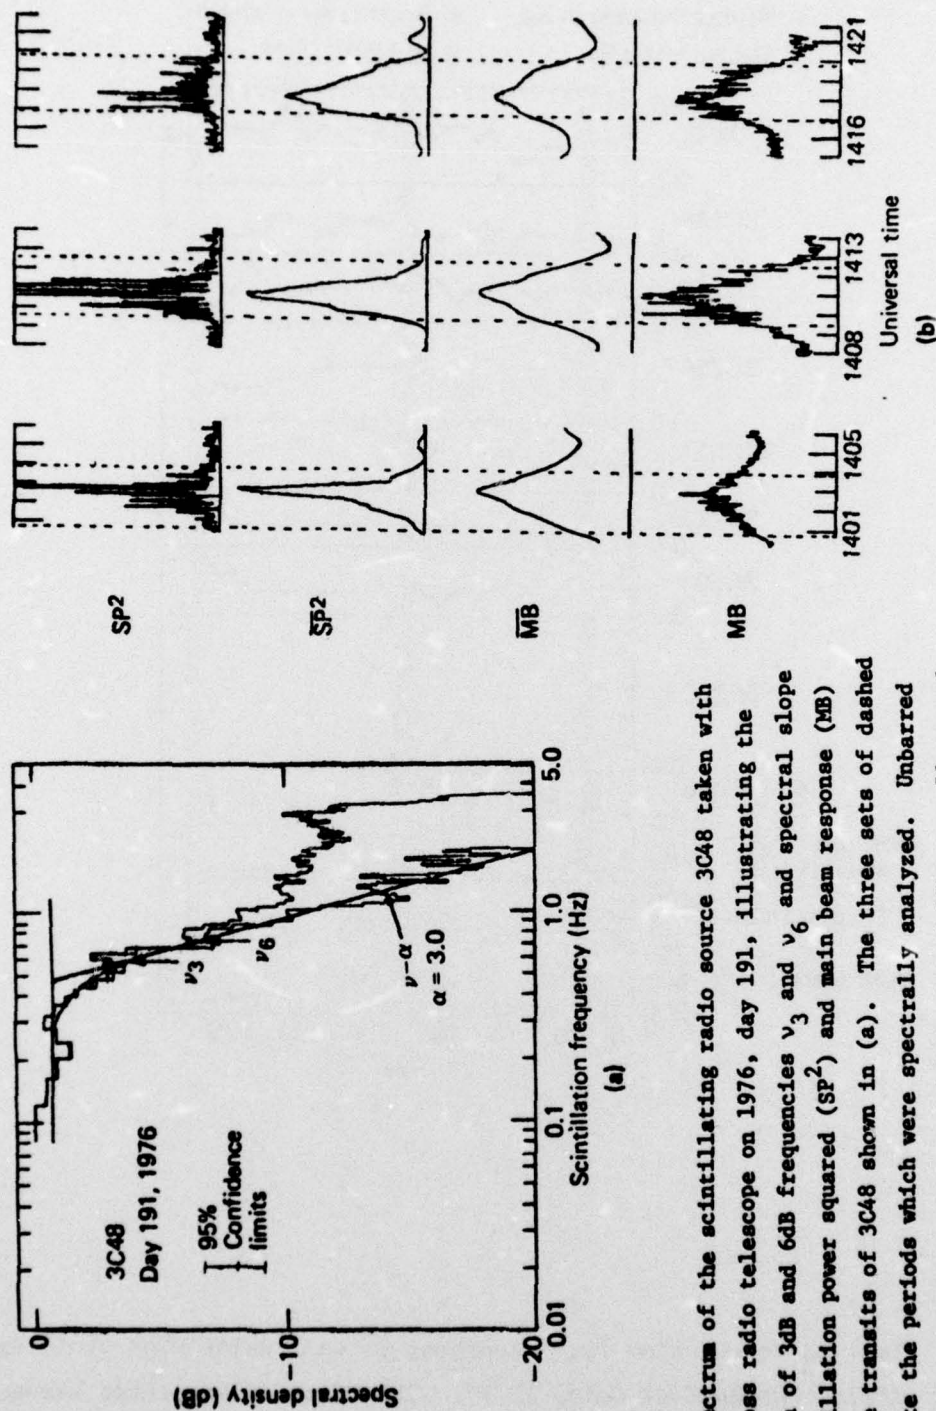 3C48
Day 191, 1976
95%
Confidence
limits
ν3
ν6
ν-α
α = 3.0
0
-10
-20
Spectral density (dB)
0.01
0.1
1.0
5.0
Scintillation frequency (Hz)
(a)
SP2
SP2
MB
MB
1401
1405
1408
1413
1416
1421
Universal time
(b)
ctrum of the scintillating radio source 3C48 taken with
ss radio telescope on 1976, day 191, illustrating the
of 3dB and 6dB frequencies ν3 and ν6 and spectral slope
illation power squared (SP2) and main beam response (MB)
e transits of 3C48 shown in (a). The three sets of dashed
te the periods which were spectrally analyzed. Unbarred